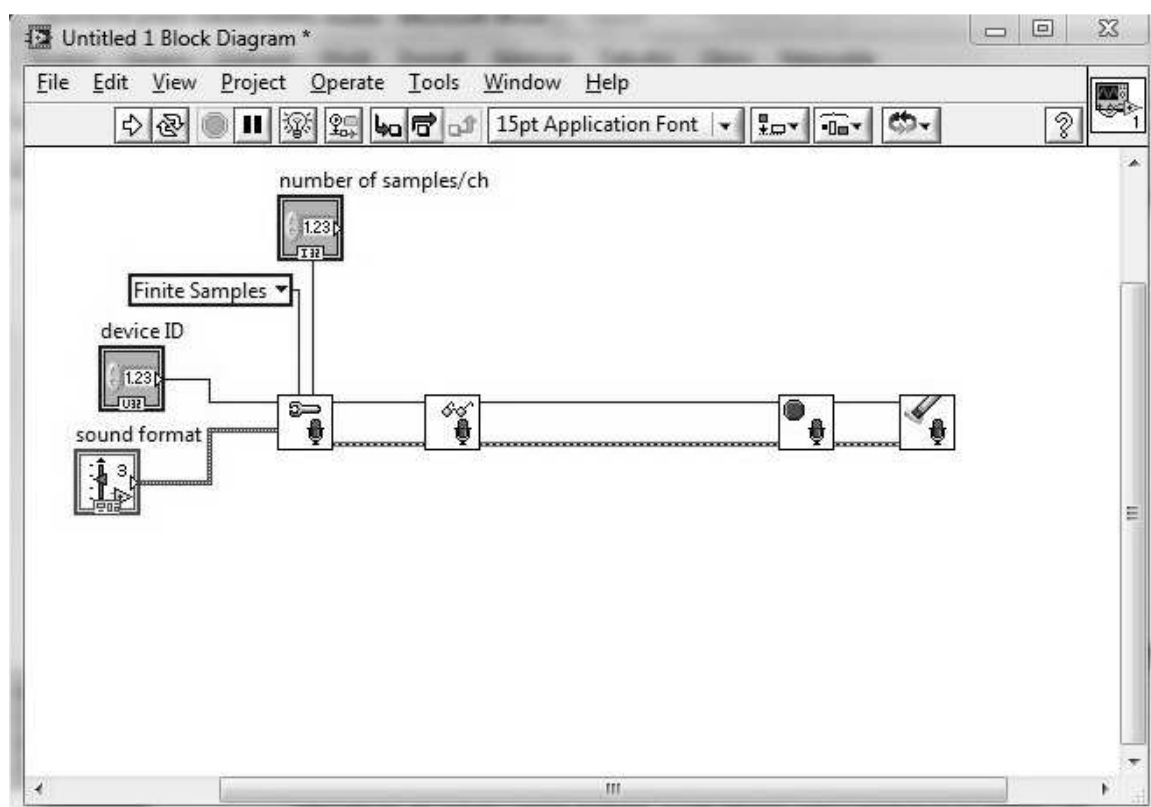 Untitled 1 Block Diagram *
File Edit View Project Operate Tools Window Help
15pt Application Font
1
number of samples/ch
1.23
I32
Finite Samples
device ID
1.23
U32
sound format
3